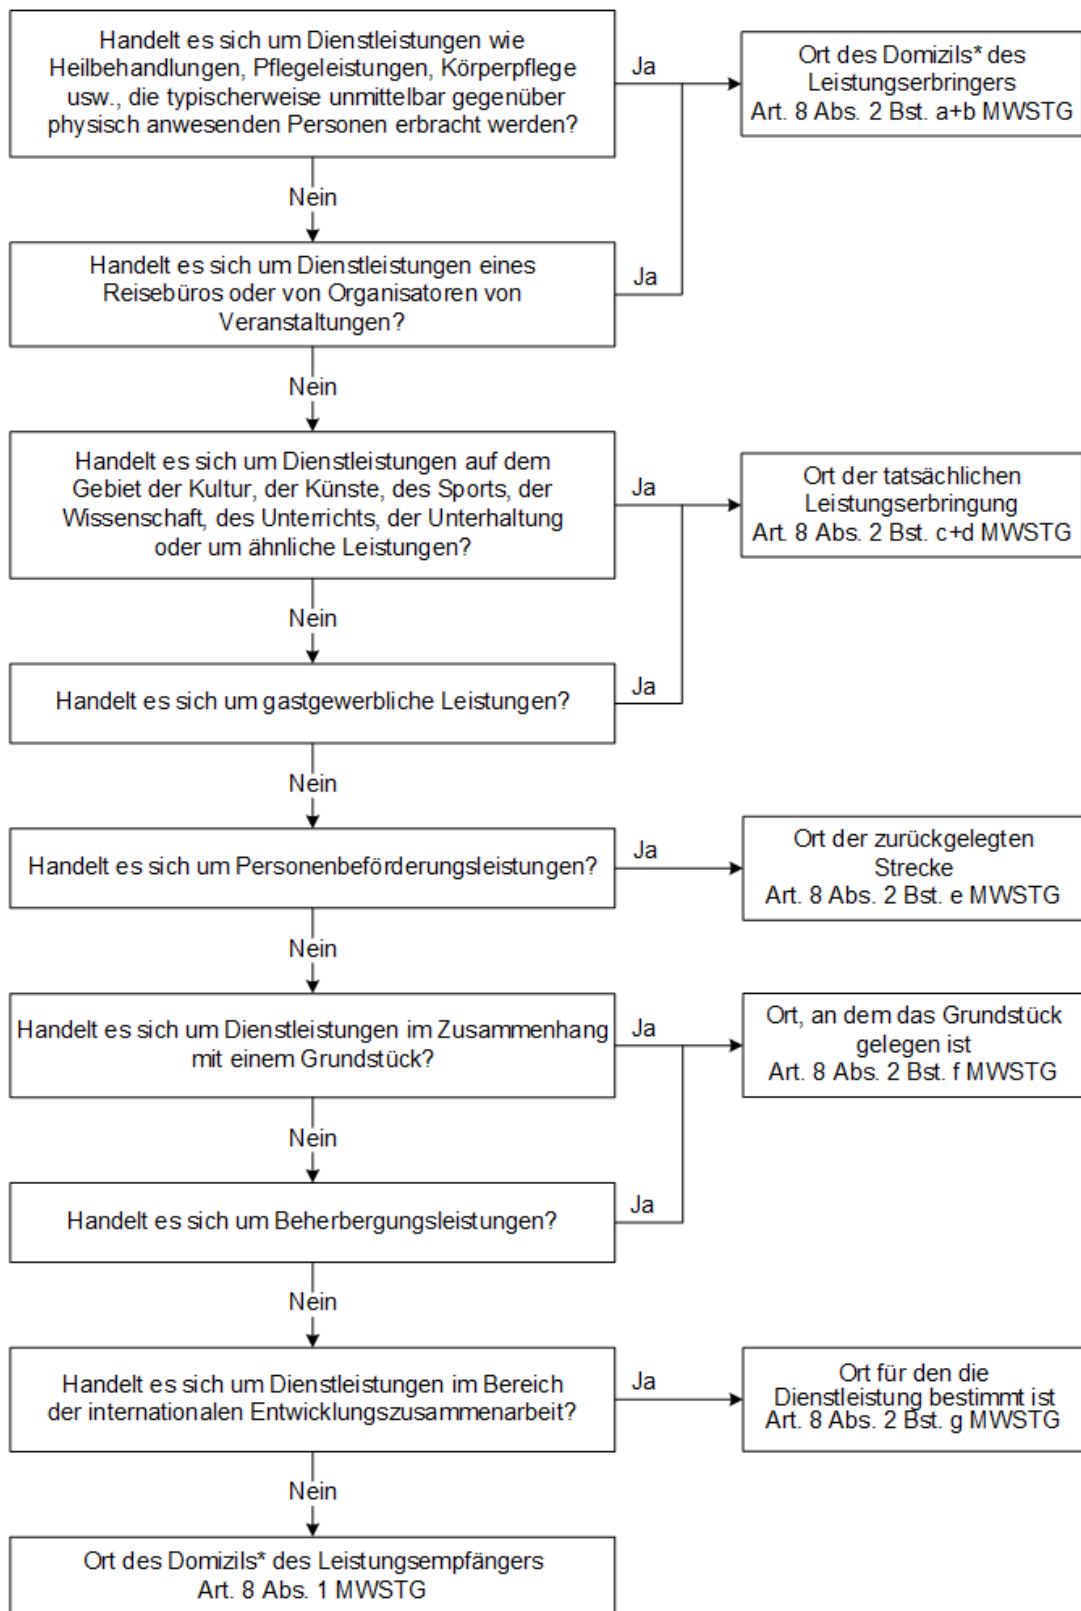 Handelt es sich um Dienstleistungen wie
Heilbehandlungen, Pflegeleistungen, Körperpflege
usw., die typischerweise unmittelbar gegenüber
physisch anwesenden Personen erbracht werden?
Ja
Ort des Domizils* des
Leistungserbringers
Art. 8 Abs. 2 Bst. a+b MWSTG
Nein
Handelt es sich um Dienstleistungen eines
Reisebüros oder von Organisatoren von
Veranstaltungen?
Ja
Nein
Handelt es sich um Dienstleistungen auf dem
Gebiet der Kultur, der Künste, des Sports, der
Wissenschaft, des Unterrichts, der Unterhaltung
oder um ähnliche Leistungen?
Ja
Ort der tatsächlichen
Leistungserbringung
Art. 8 Abs. 2 Bst. c+d MWSTG
Nein
Handelt es sich um gastgewerbliche Leistungen?
Ja
Nein
Handelt es sich um Personenbeförderungsleistungen?
Ja
Ort der zurückgelegten
Strecke
Art. 8 Abs. 2 Bst. e MWSTG
Nein
Handelt es sich um Dienstleistungen im Zusammenhang
mit einem Grundstück?
Ja
Ort, an dem das Grundstück
gelegen ist
Art. 8 Abs. 2 Bst. f MWSTG
Nein
Handelt es sich um Beherbergungsleistungen?
Ja
Nein
Handelt es sich um Dienstleistungen im Bereich
der internationalen Entwicklungszusammenarbeit?
Ja
Ort für den die
Dienstleistung bestimmt ist
Art. 8 Abs. 2 Bst. g MWSTG
Nein
Ort des Domizils* des Leistungsempfängers
Art. 8 Abs. 1 MWSTG